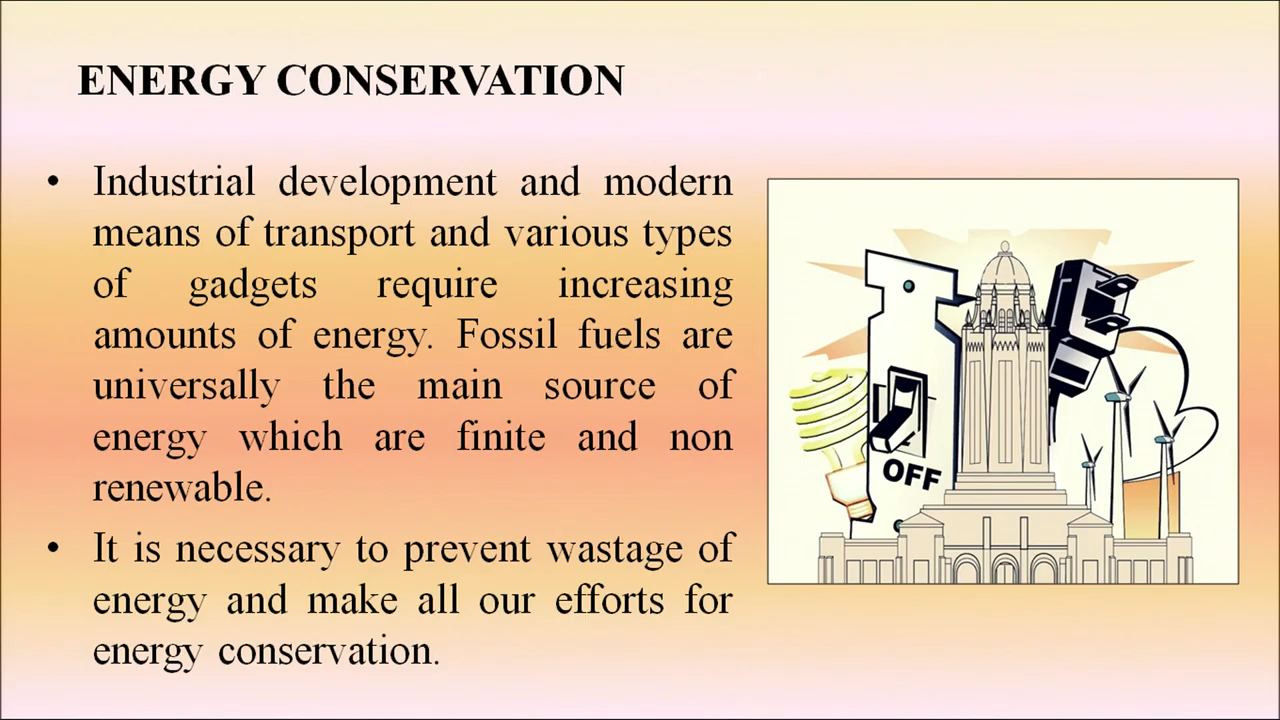 ENERGY CONSERVATION
• Industrial development and modern
means of transport and various types
of gadgets require increasing
amounts of energy. Fossil fuels are
universally the main source of
energy which are finite and non
renewable.
• It is necessary to prevent wastage of
energy and make all our efforts for
energy conservation.
OFF